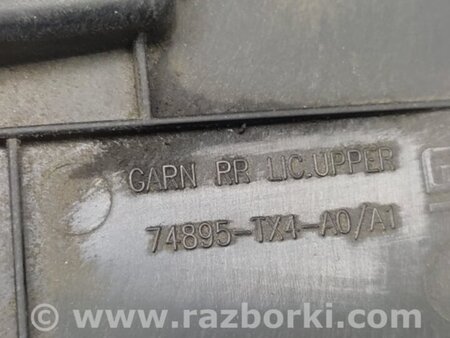 GARN RR LIC.UPPER
74895-TX4-A0/A1
© www.razborki.com/